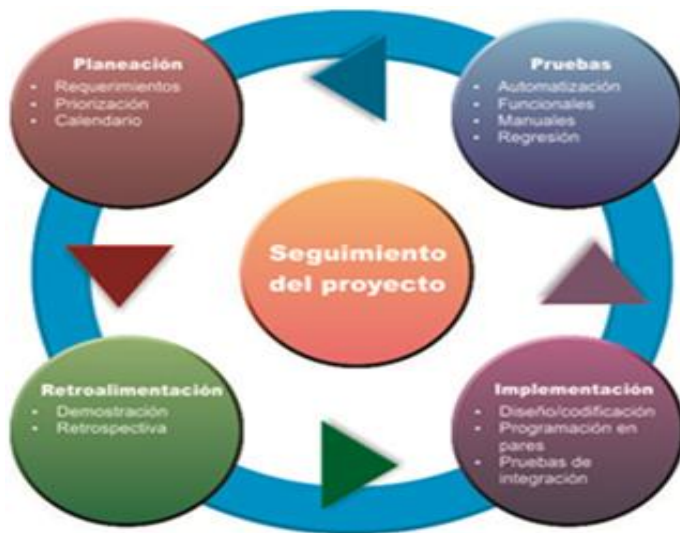 Planeación
• Requerimientos
• Priorización
• Calendario
Pruebas
• Automatización
• Funcionales
• Manuales
• Regresión
Seguimiento
del proyecto
Retroalimentación
• Demostración
• Retrospectiva
Implementación
• Diseño/codificación
• Programación en
pares
• Pruebas de
integración